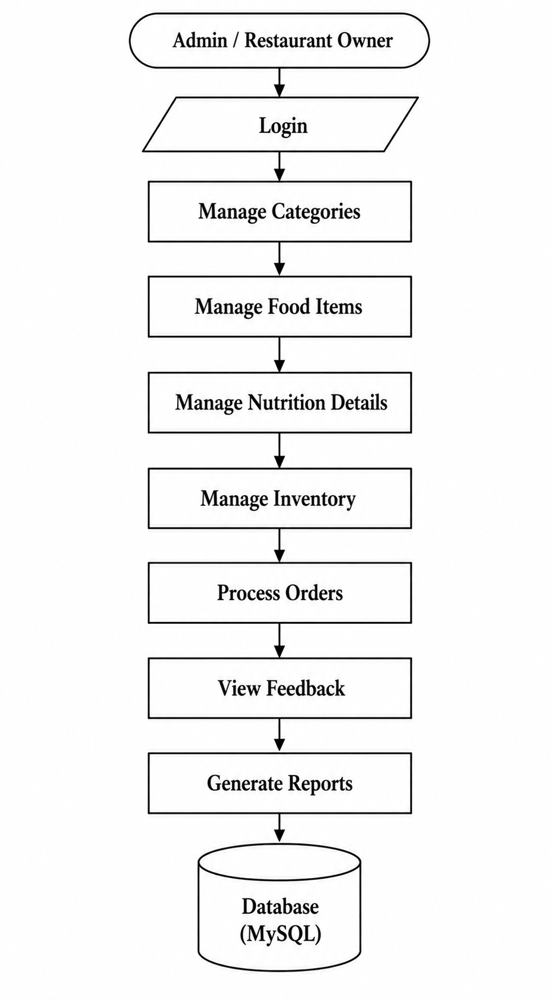 Admin / Restaurant Owner
Login
Manage Categories
Manage Food Items
Manage Nutrition Details
Manage Inventory
Process Orders
View Feedback
Generate Reports
Database
(MySQL)